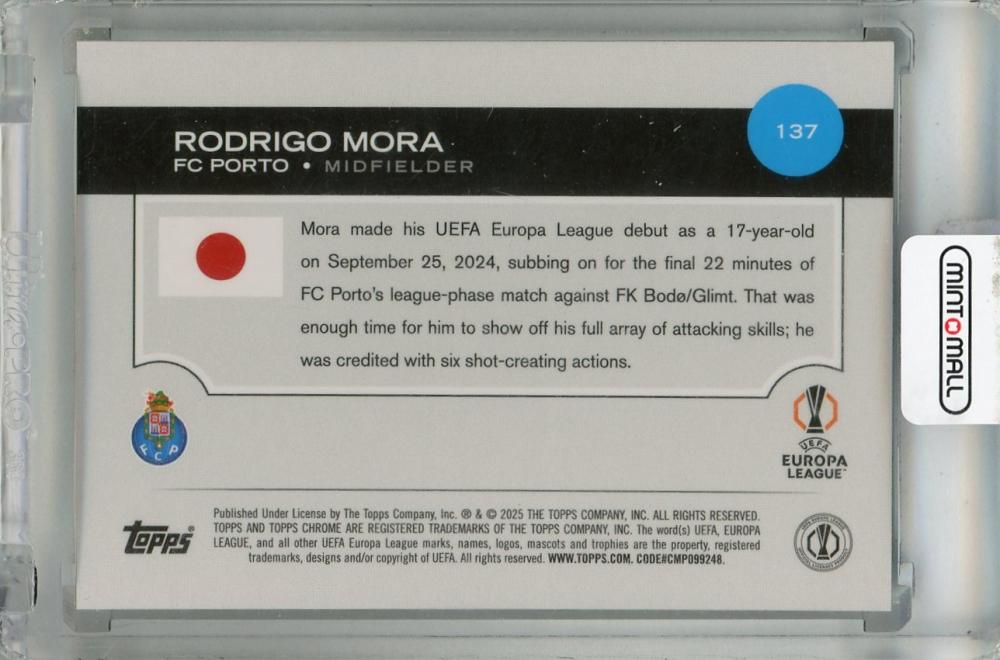 RODRIGO MORA
FC PORTO • MIDFIELDER
137
Mora made his UEFA Europa League debut as a 17-year-old
on September 25, 2024, subbing on for the final 22 minutes of
FC Porto's league-phase match against FK Bodø/Glimt. That was
enough time for him to show off his full array of attacking skills; he
was credited with six shot-creating actions.
FCP
UEFA
EUROPA
LEAGUE™
Topps®
Published Under License by The Topps Company, Inc. ® & © 2025 THE TOPPS COMPANY, INC. ALL RIGHTS RESERVED.
TOPPS AND TOPPS CHROME ARE REGISTERED TRADEMARKS OF THE TOPPS COMPANY, INC. The word(s) UEFA, EUROPA
LEAGUE, and all other UEFA Europa League marks, names, logos, mascots and trophies are the property, registered
trademarks, designs and/or copyright of UEFA. All rights reserved. WWW.TOPPS.COM. CODE#CMP099248.
MINT MALL